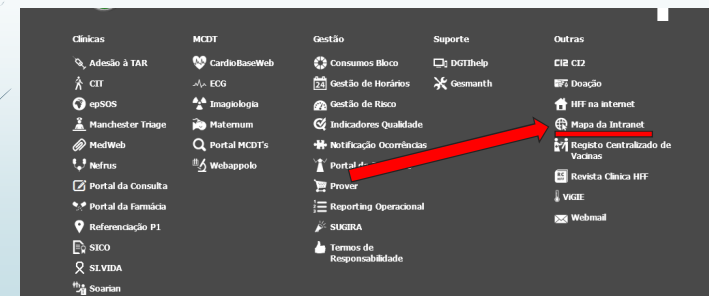 Clínicas
Adesão à TAR
CIT
epSOS
Manchester Triage
MedWeb
Nefrus
Portal da Consulta
Portal da Farmácia
Referenciação P1
SICO
SI.VIDA
Soarian
MCDT
CardioBaseWeb
ECG
Imagiologia
Maternum
Portal MCDT's
Webappolo
Gestão
Consumos Bloco
24 Gestão de Horários
Gestão de Risco
Indicadores Qualidade
Notificação Ocorrências
Portal
Prover
Reporting Operacional
SUGIRA
Termos de
Responsabilidade
Suporte
DGTIhelp
Gesmanth
Outras
CI2 CI2
Doação
HFF na internet
Mapa da Intranet
Registo Centralizado de
Vacinas
Revista Clinica HFF
ViGIE
Webmail